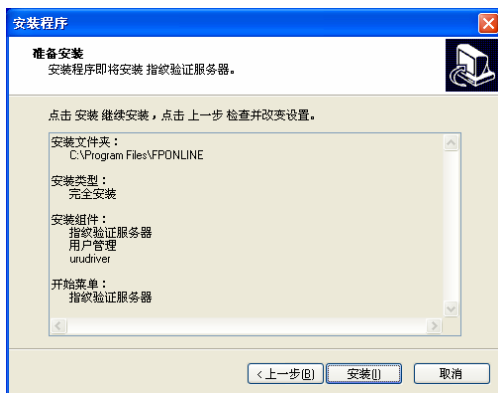 安装程序
准备安装
安装程序即将安装 指纹验证服务器。
点击 安装 继续安装，点击 上一步 检查并改变设置。
安装文件夹：
C:\Program Files\FPONLINE
安装类型：
完全安装
安装组件：
指纹验证服务器
用户管理
urudriver
开始菜单：
指纹验证服务器
<上一步(B) 安装(I) 取消